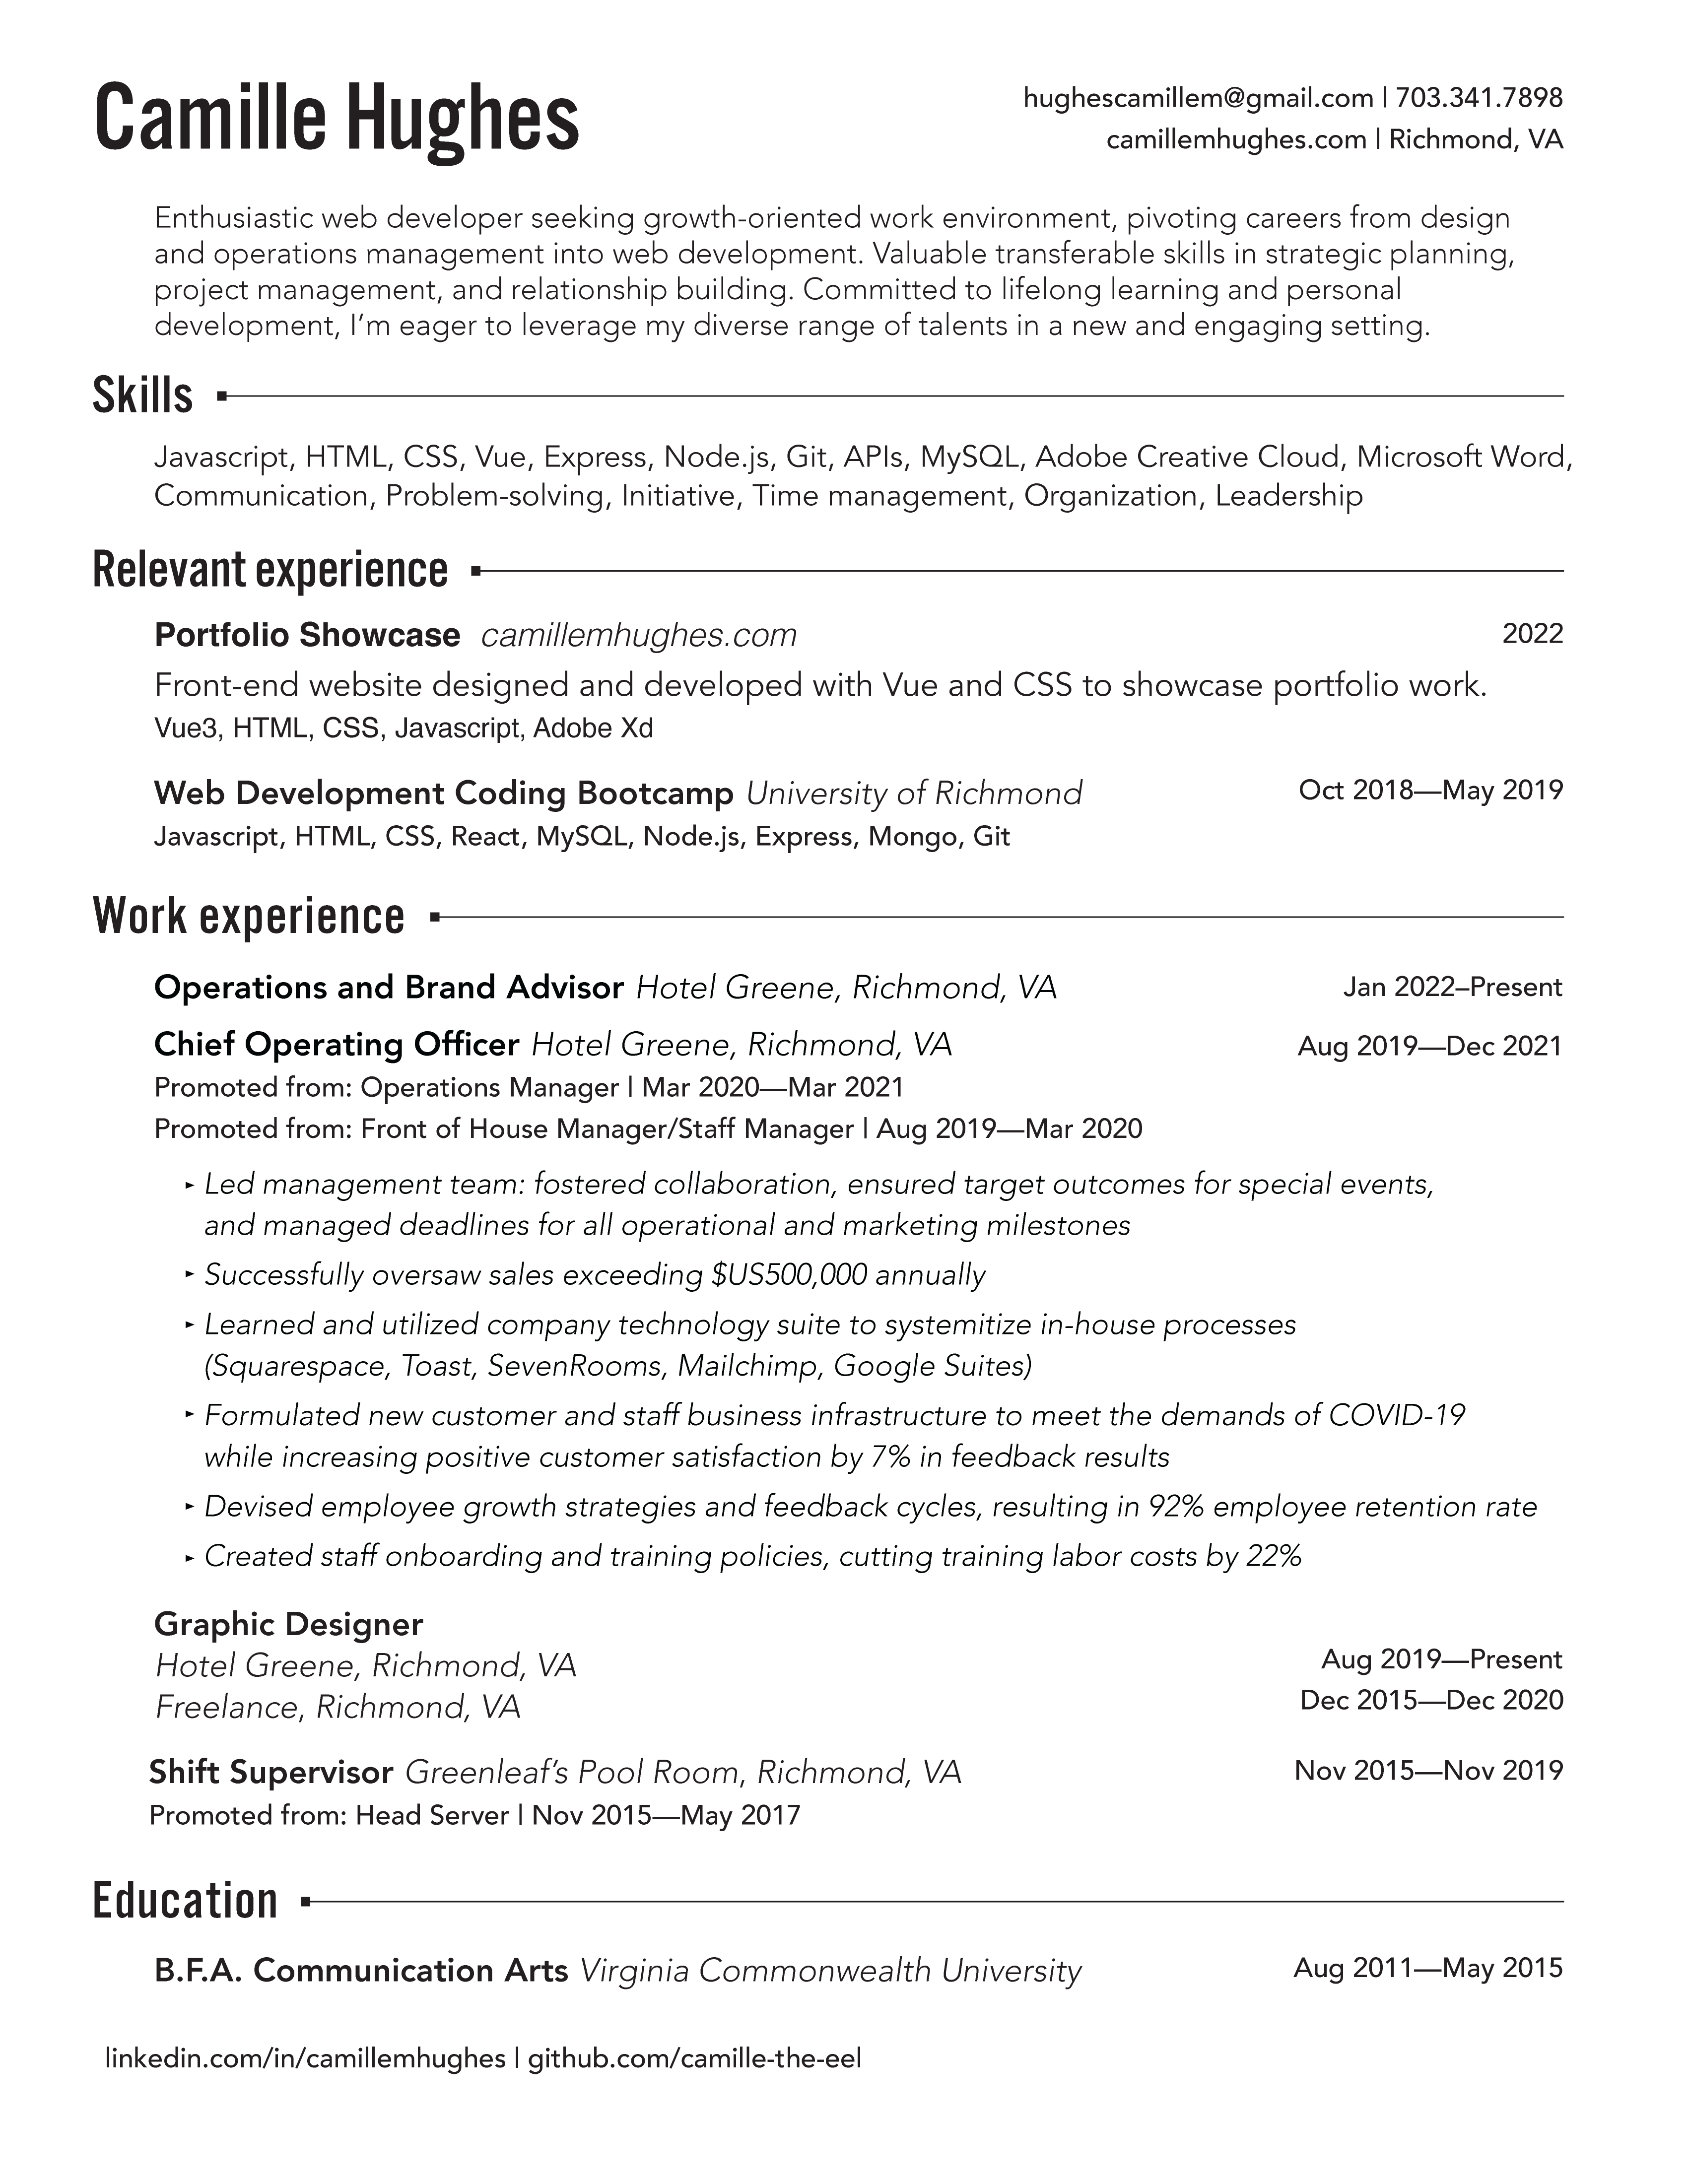 Camille Hughes
hughescamillem@gmail.com | 703.341.7898
camillemhughes.com | Richmond, VA
Enthusiastic web developer seeking growth-oriented work environment, pivoting careers from design
and operations management into web development. Valuable transferable skills in strategic planning,
project management, and relationship building. Committed to lifelong learning and personal
development, I’m eager to leverage my diverse range of talents in a new and engaging setting.
Skills
Javascript, HTML, CSS, Vue, Express, Node.js, Git, APIs, MySQL, Adobe Creative Cloud, Microsoft Word,
Communication, Problem-solving, Initiative, Time management, Organization, Leadership
Relevant experience
Portfolio Showcase camillemhughes.com 2022
Front-end website designed and developed with Vue and CSS to showcase portfolio work.
Vue3, HTML, CSS, Javascript, Adobe Xd
Web Development Coding Bootcamp University of Richmond Oct 2018—May 2019
Javascript, HTML, CSS, React, MySQL, Node.js, Express, Mongo, Git
Work experience
Operations and Brand Advisor Hotel Greene, Richmond, VA Jan 2022–Present
Chief Operating Officer Hotel Greene, Richmond, VA Aug 2019—Dec 2021
Promoted from: Operations Manager | Mar 2020—Mar 2021
Promoted from: Front of House Manager/Staff Manager | Aug 2019—Mar 2020
► Led management team: fostered collaboration, ensured target outcomes for special events,
and managed deadlines for all operational and marketing milestones
► Successfully oversaw sales exceeding $US500,000 annually
► Learned and utilized company technology suite to systemitize in-house processes
(Squarespace, Toast, SevenRooms, Mailchimp, Google Suites)
► Formulated new customer and staff business infrastructure to meet the demands of COVID-19
while increasing positive customer satisfaction by 7% in feedback results
► Devised employee growth strategies and feedback cycles, resulting in 92% employee retention rate
► Created staff onboarding and training policies, cutting training labor costs by 22%
Graphic Designer
Hotel Greene, Richmond, VA Aug 2019—Present
Freelance, Richmond, VA Dec 2015—Dec 2020
Shift Supervisor Greenleaf’s Pool Room, Richmond, VA Nov 2015—Nov 2019
Promoted from: Head Server | Nov 2015—May 2017
Education
B.F.A. Communication Arts Virginia Commonwealth University Aug 2011—May 2015
linkedin.com/in/camillemhughes | github.com/camille-the-eel